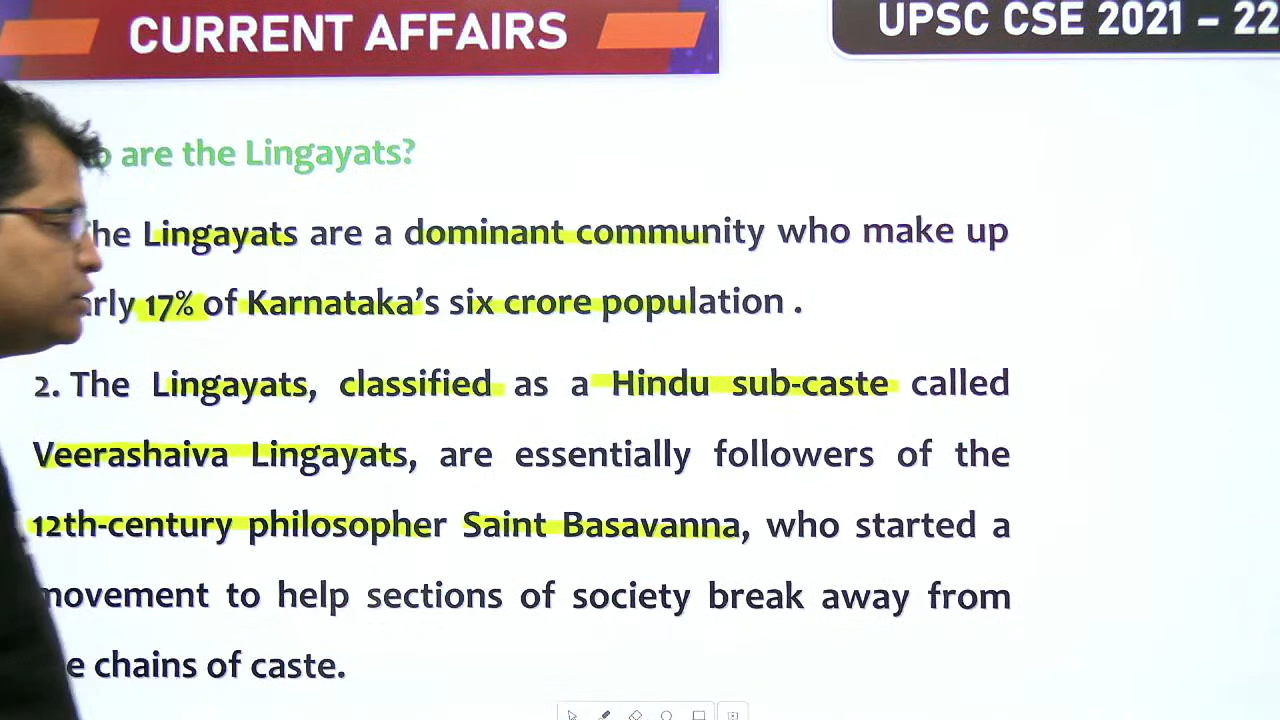 CURRENT AFFAIRS
UPSC CSE 2021 – 22
are the Lingayats?
Lingayats are a dominant community who make up
17% of Karnataka's six crore population .
2. The Lingayats, classified as a Hindu sub-caste called
Veerashaiva Lingayats, are essentially followers of the
12th-century philosopher Saint Basavanna, who started a
movement to help sections of society break away from
chains of caste.